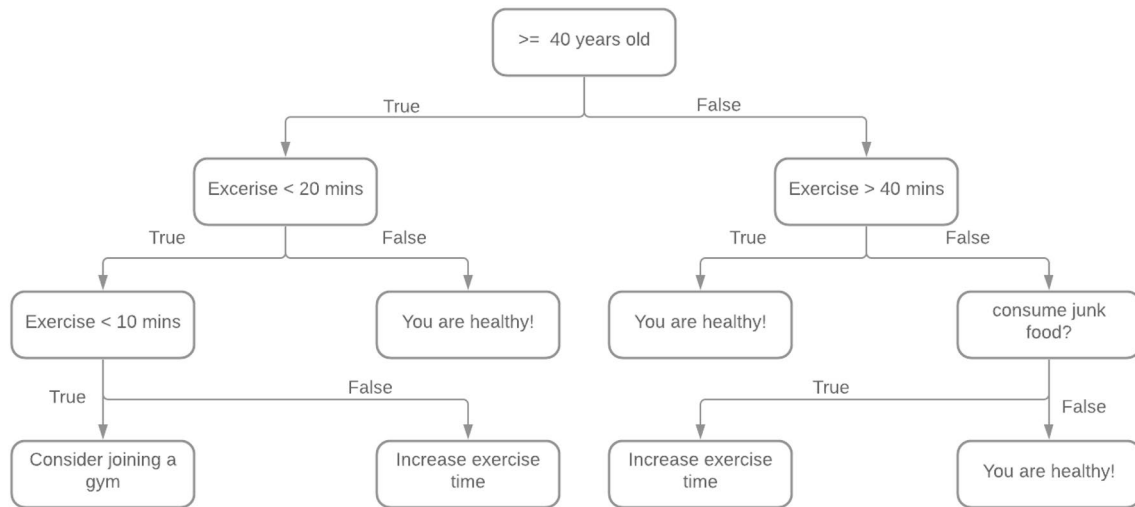 >= 40 years old
True
False
Excerise < 20 mins
Exercise > 40 mins
True
False
True
False
Exercise < 10 mins
You are healthy!
You are healthy!
consume junk
food?
True
False
True
False
Consider joining a
gym
Increase exercise
time
Increase exercise
time
You are healthy!